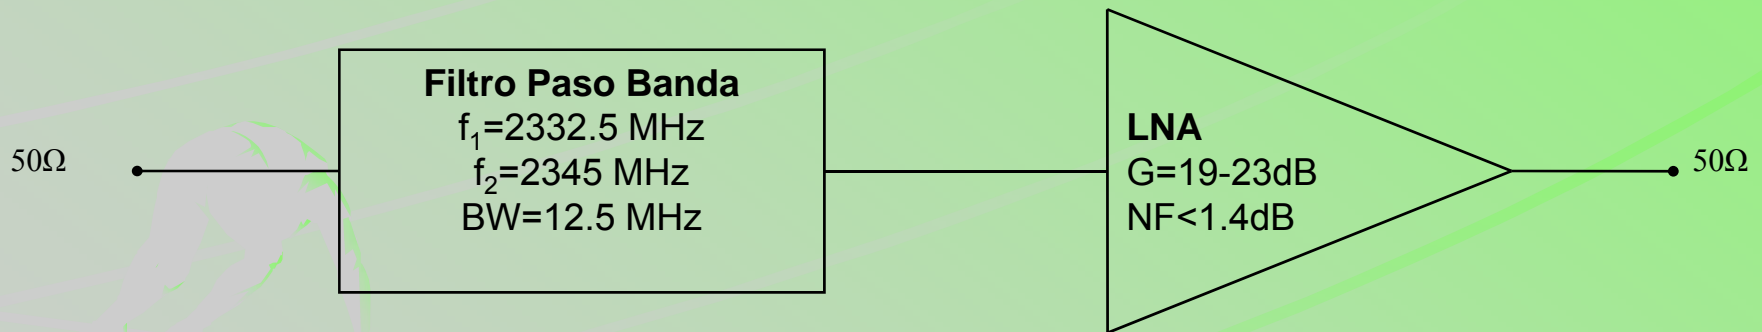 Filtro Paso Banda
f₁=2332.5 MHz
f₂=2345 MHz
BW=12.5 MHz
LNA
G=19-23dB
NF<1.4dB
50Ω
50Ω